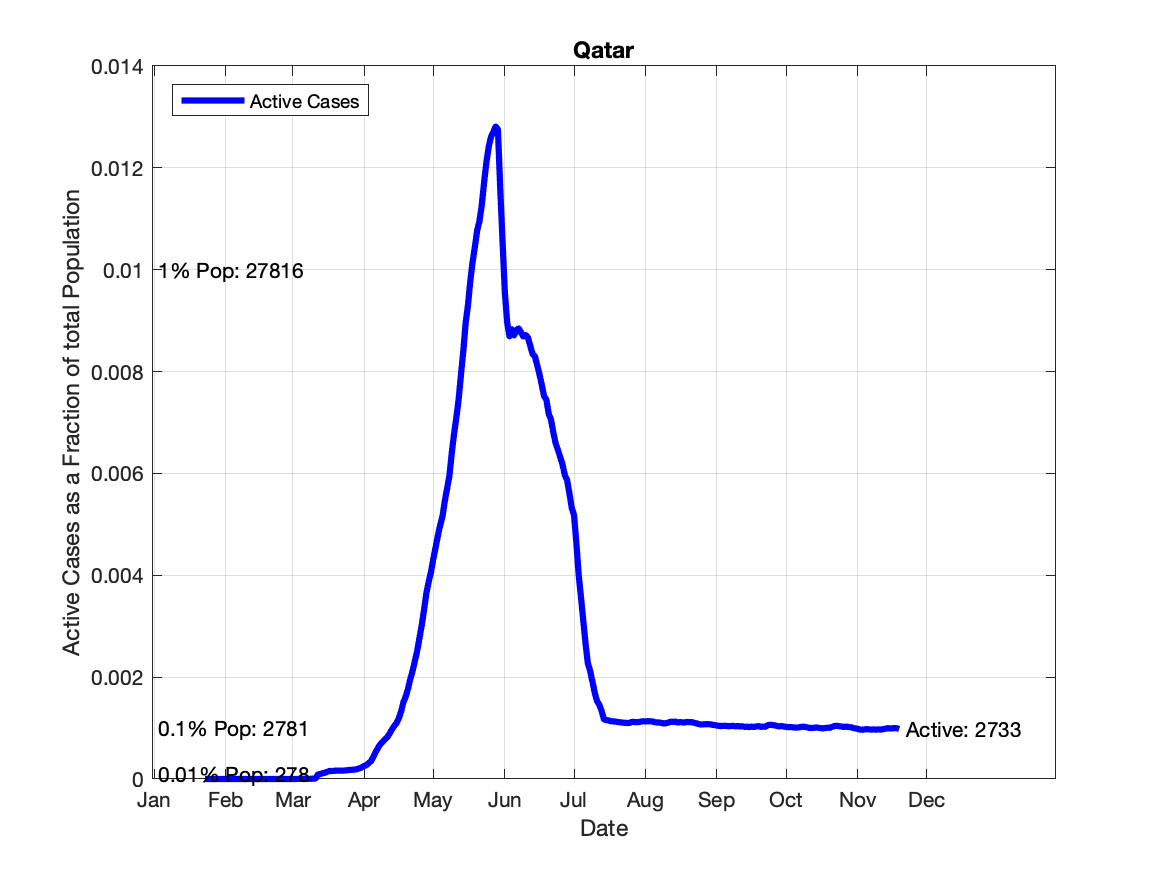 Qatar
Active Cases
0.014
0.012
0.01
0.008
0.006
0.004
0.002
0
Active Cases as a Fraction of total Population
1% Pop: 27816
0.1% Pop: 2781
0.01% Pop: 278
Active: 2733
Jan Feb Mar Apr May Jun Jul Aug Sep Oct Nov Dec
Date